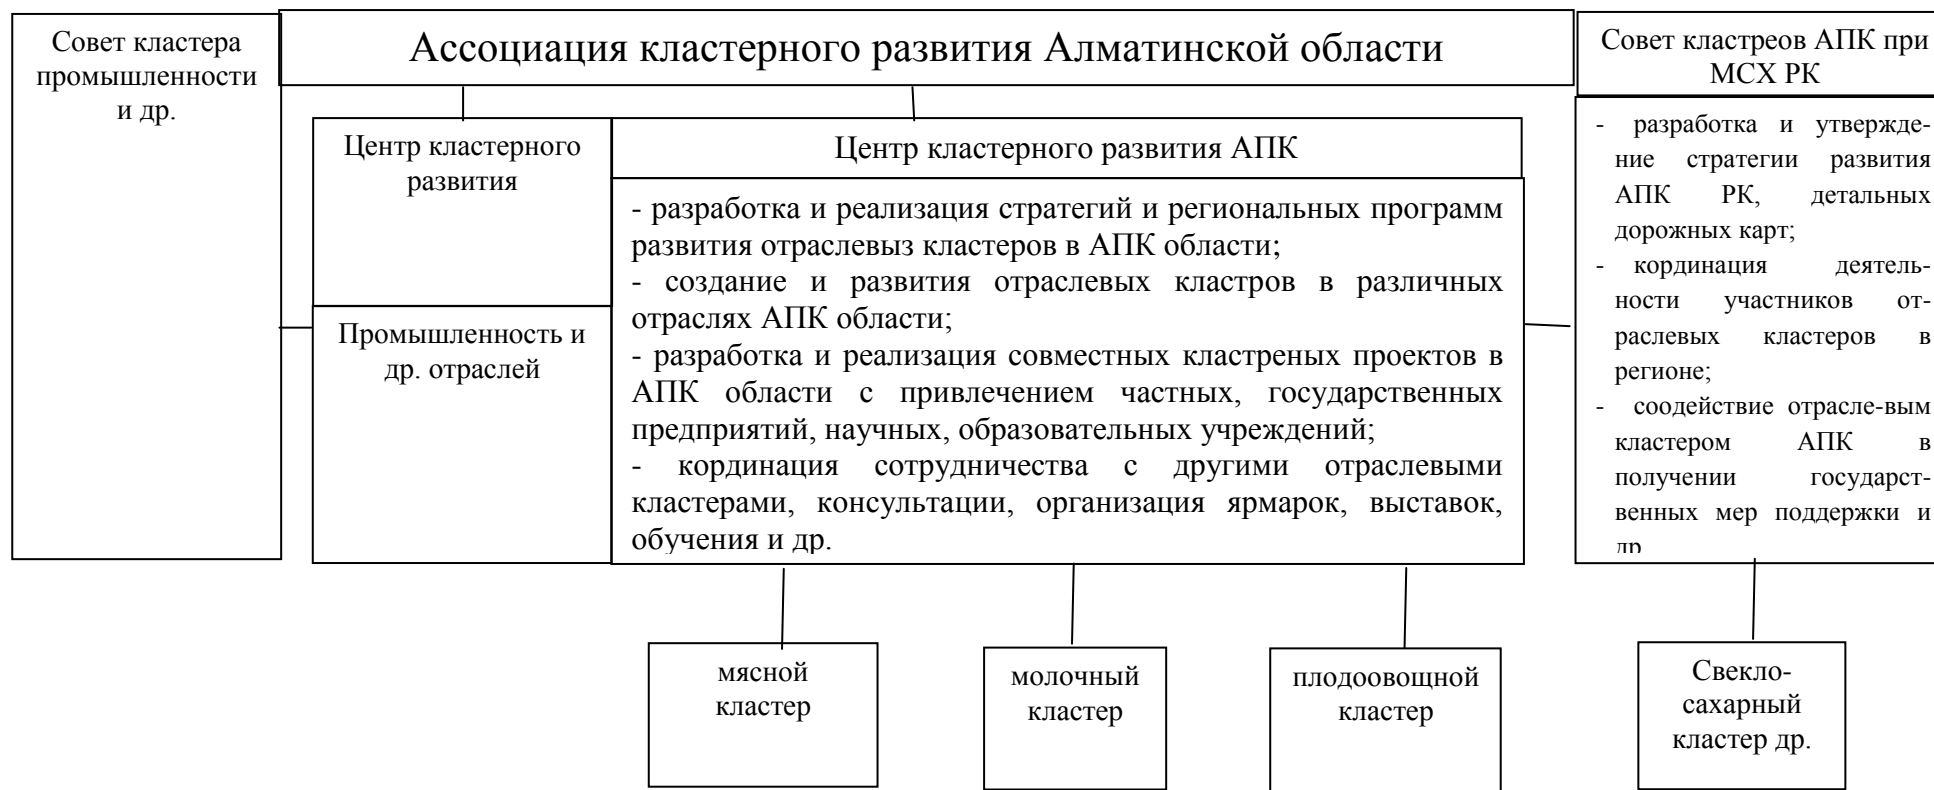 Совет кластера
промышленности
и др.
Ассоциация кластерного развития Алматинской области
Совет кластреов АПК при
МСХ РК
Центр кластерного
развития
Промышленность и
др. отраслей
Центр кластерного развития АПК
- разработка и реализация стратегий и региональных программ
развития отраслевыз кластеров в АПК области;
- создание и развития отраслевых кластров в различных
отраслях АПК области;
- разработка и реализация совместных кластреных проектов в
АПК области с привлечением частных, государственных
предприятий, научных, образовательных учреждений;
- кординация сотрудничества с другими отраслевыми
кластерами, консультации, организация ярмарок, выставок,
обучения и др.
- разработка и утвержде-
ние стратегии развития
АПК РК, детальных
дорожных карт;
- кординация деятель-
ности участников от-
раслевых кластеров в
регионе;
- соодействие отрасле-вым
кластером АПК в
получении государст-
венных мер поддержки и
др
мясной
кластер
молочный
кластер
плодоовощной
кластер
Свекло-
сахарный
кластер др.